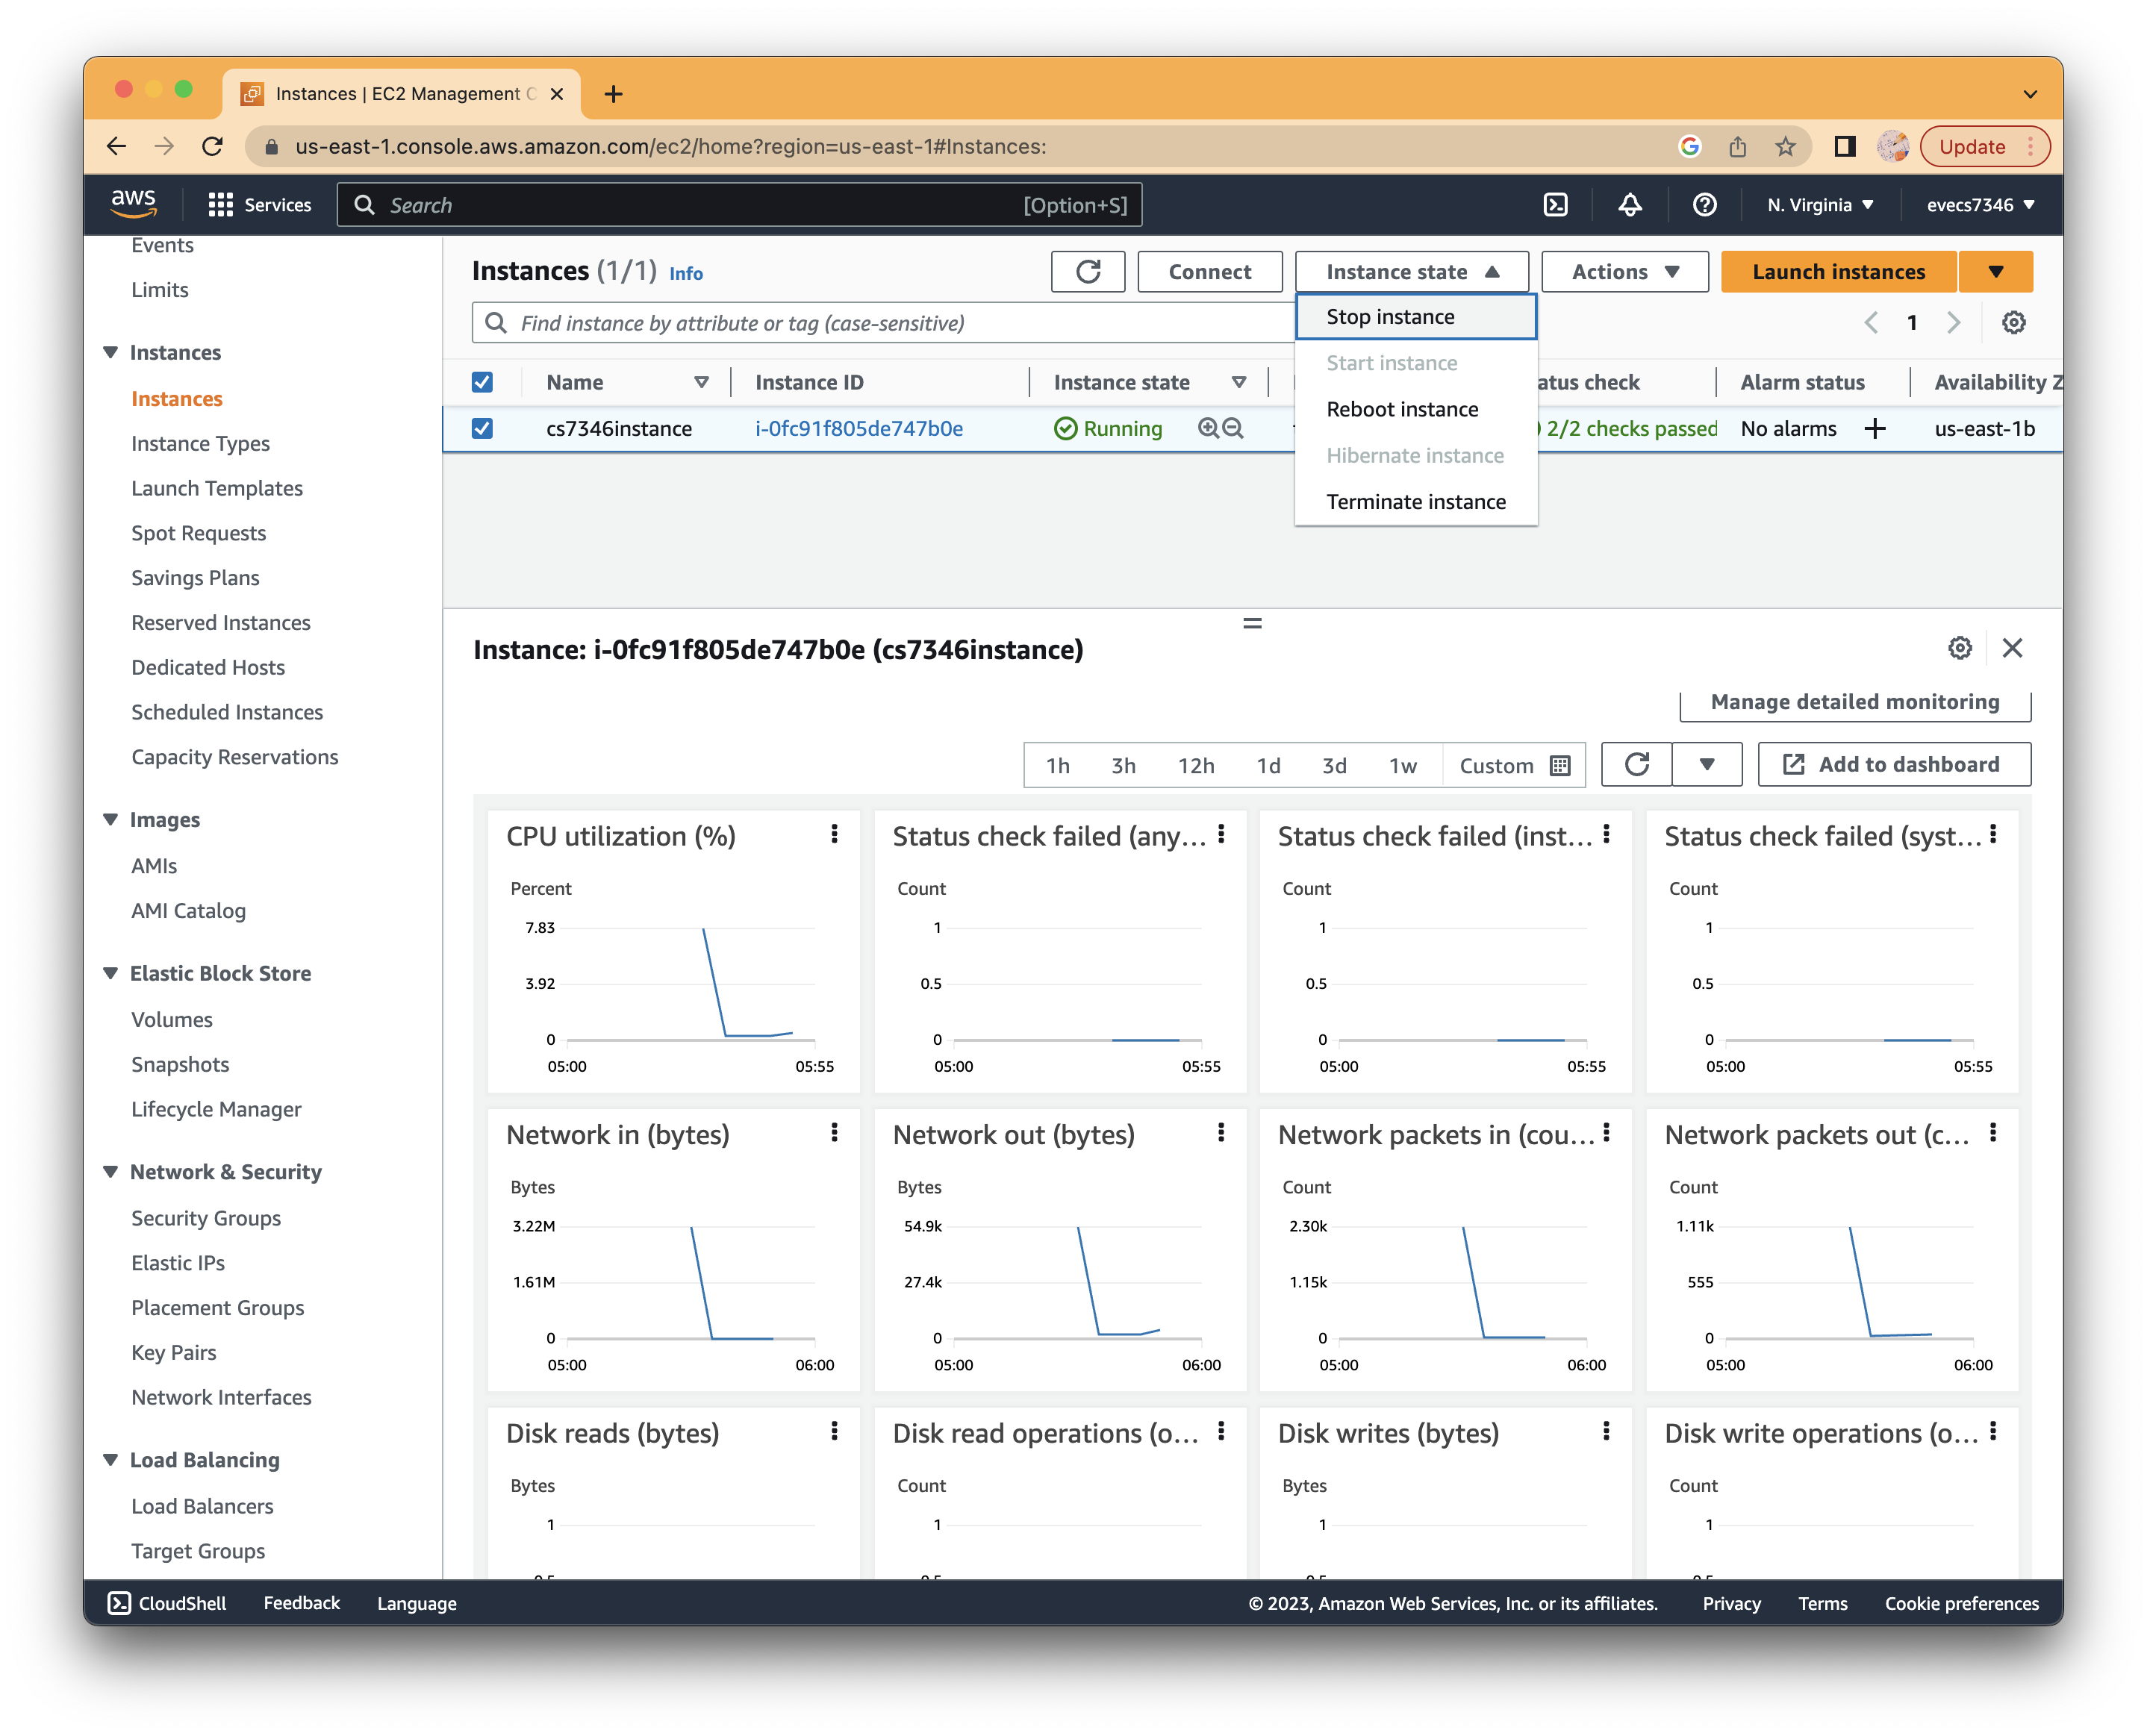 Instances | EC2 Management C
us-east-1.console.aws.amazon.com/ec2/home?region=us-east-1#Instances:
Update
aws
Services
Search
[Option+S]
N. Virginia
evecs7346
Events
Limits
Instances
Instances
Instance Types
Launch Templates
Spot Requests
Savings Plans
Reserved Instances
Dedicated Hosts
Scheduled Instances
Capacity Reservations
Images
AMIs
AMI Catalog
Elastic Block Store
Volumes
Snapshots
Lifecycle Manager
Network & Security
Security Groups
Elastic IPs
Placement Groups
Key Pairs
Network Interfaces
Load Balancing
Load Balancers
Target Groups
Instances (1/1) Info
Connect
Instance state
Actions
Launch instances
Find instance by attribute or tag (case-sensitive)
1
Stop instance
Start instance
Reboot instance
Hibernate instance
Terminate instance
Name
Instance ID
Instance state
atus check
Alarm status
Availability Z
cs7346instance
i-0fc91f805de747b0e
Running
2/2 checks passed
No alarms
us-east-1b
Instance: i-0fc91f805de747b0e (cs7346instance)
Manage detailed monitoring
1h 3h 12h 1d 3d 1w Custom
Add to dashboard
CPU utilization (%)
Percent
7.83
3.92
0
05:00 05:55
Status check failed (any...
Count
1
0.5
0
05:00 05:55
Status check failed (inst...
Count
1
0.5
0
05:00 05:55
Status check failed (syst...
Count
1
0.5
0
05:00 05:55
Network in (bytes)
Bytes
3.22M
1.61M
0
05:00 06:00
Network out (bytes)
Bytes
54.9k
27.4k
0
05:00 06:00
Network packets in (cou...
Count
2.30k
1.15k
0
05:00 06:00
Network packets out (c...
Count
1.11k
555
0
05:00 06:00
Disk reads (bytes)
Bytes
1
Disk read operations (o...
Count
1
Disk writes (bytes)
Bytes
1
Disk write operations (o...
Count
1
CloudShell
Feedback
Language
© 2023, Amazon Web Services, Inc. or its affiliates.
Privacy
Terms
Cookie preferences